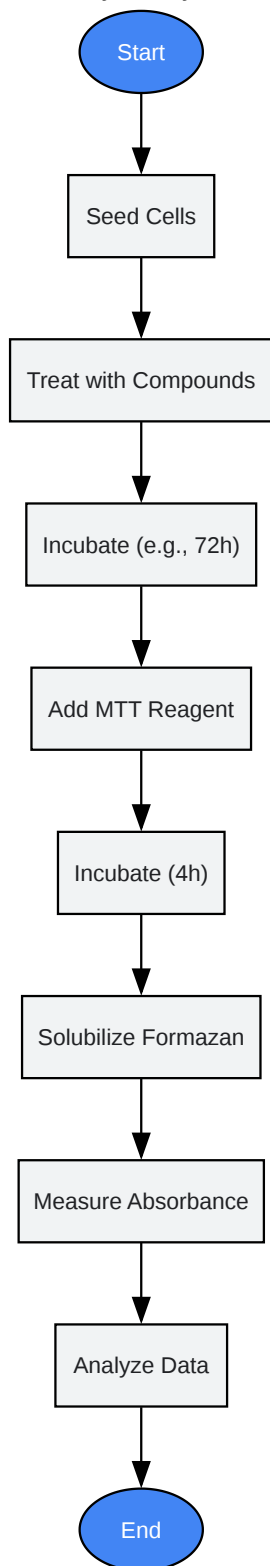 Start
Seed Cells
Treat with Compounds
Incubate (e.g., 72h)
Add MTT Reagent
Incubate (4h)
Solubilize Formazan
Measure Absorbance
Analyze Data
End